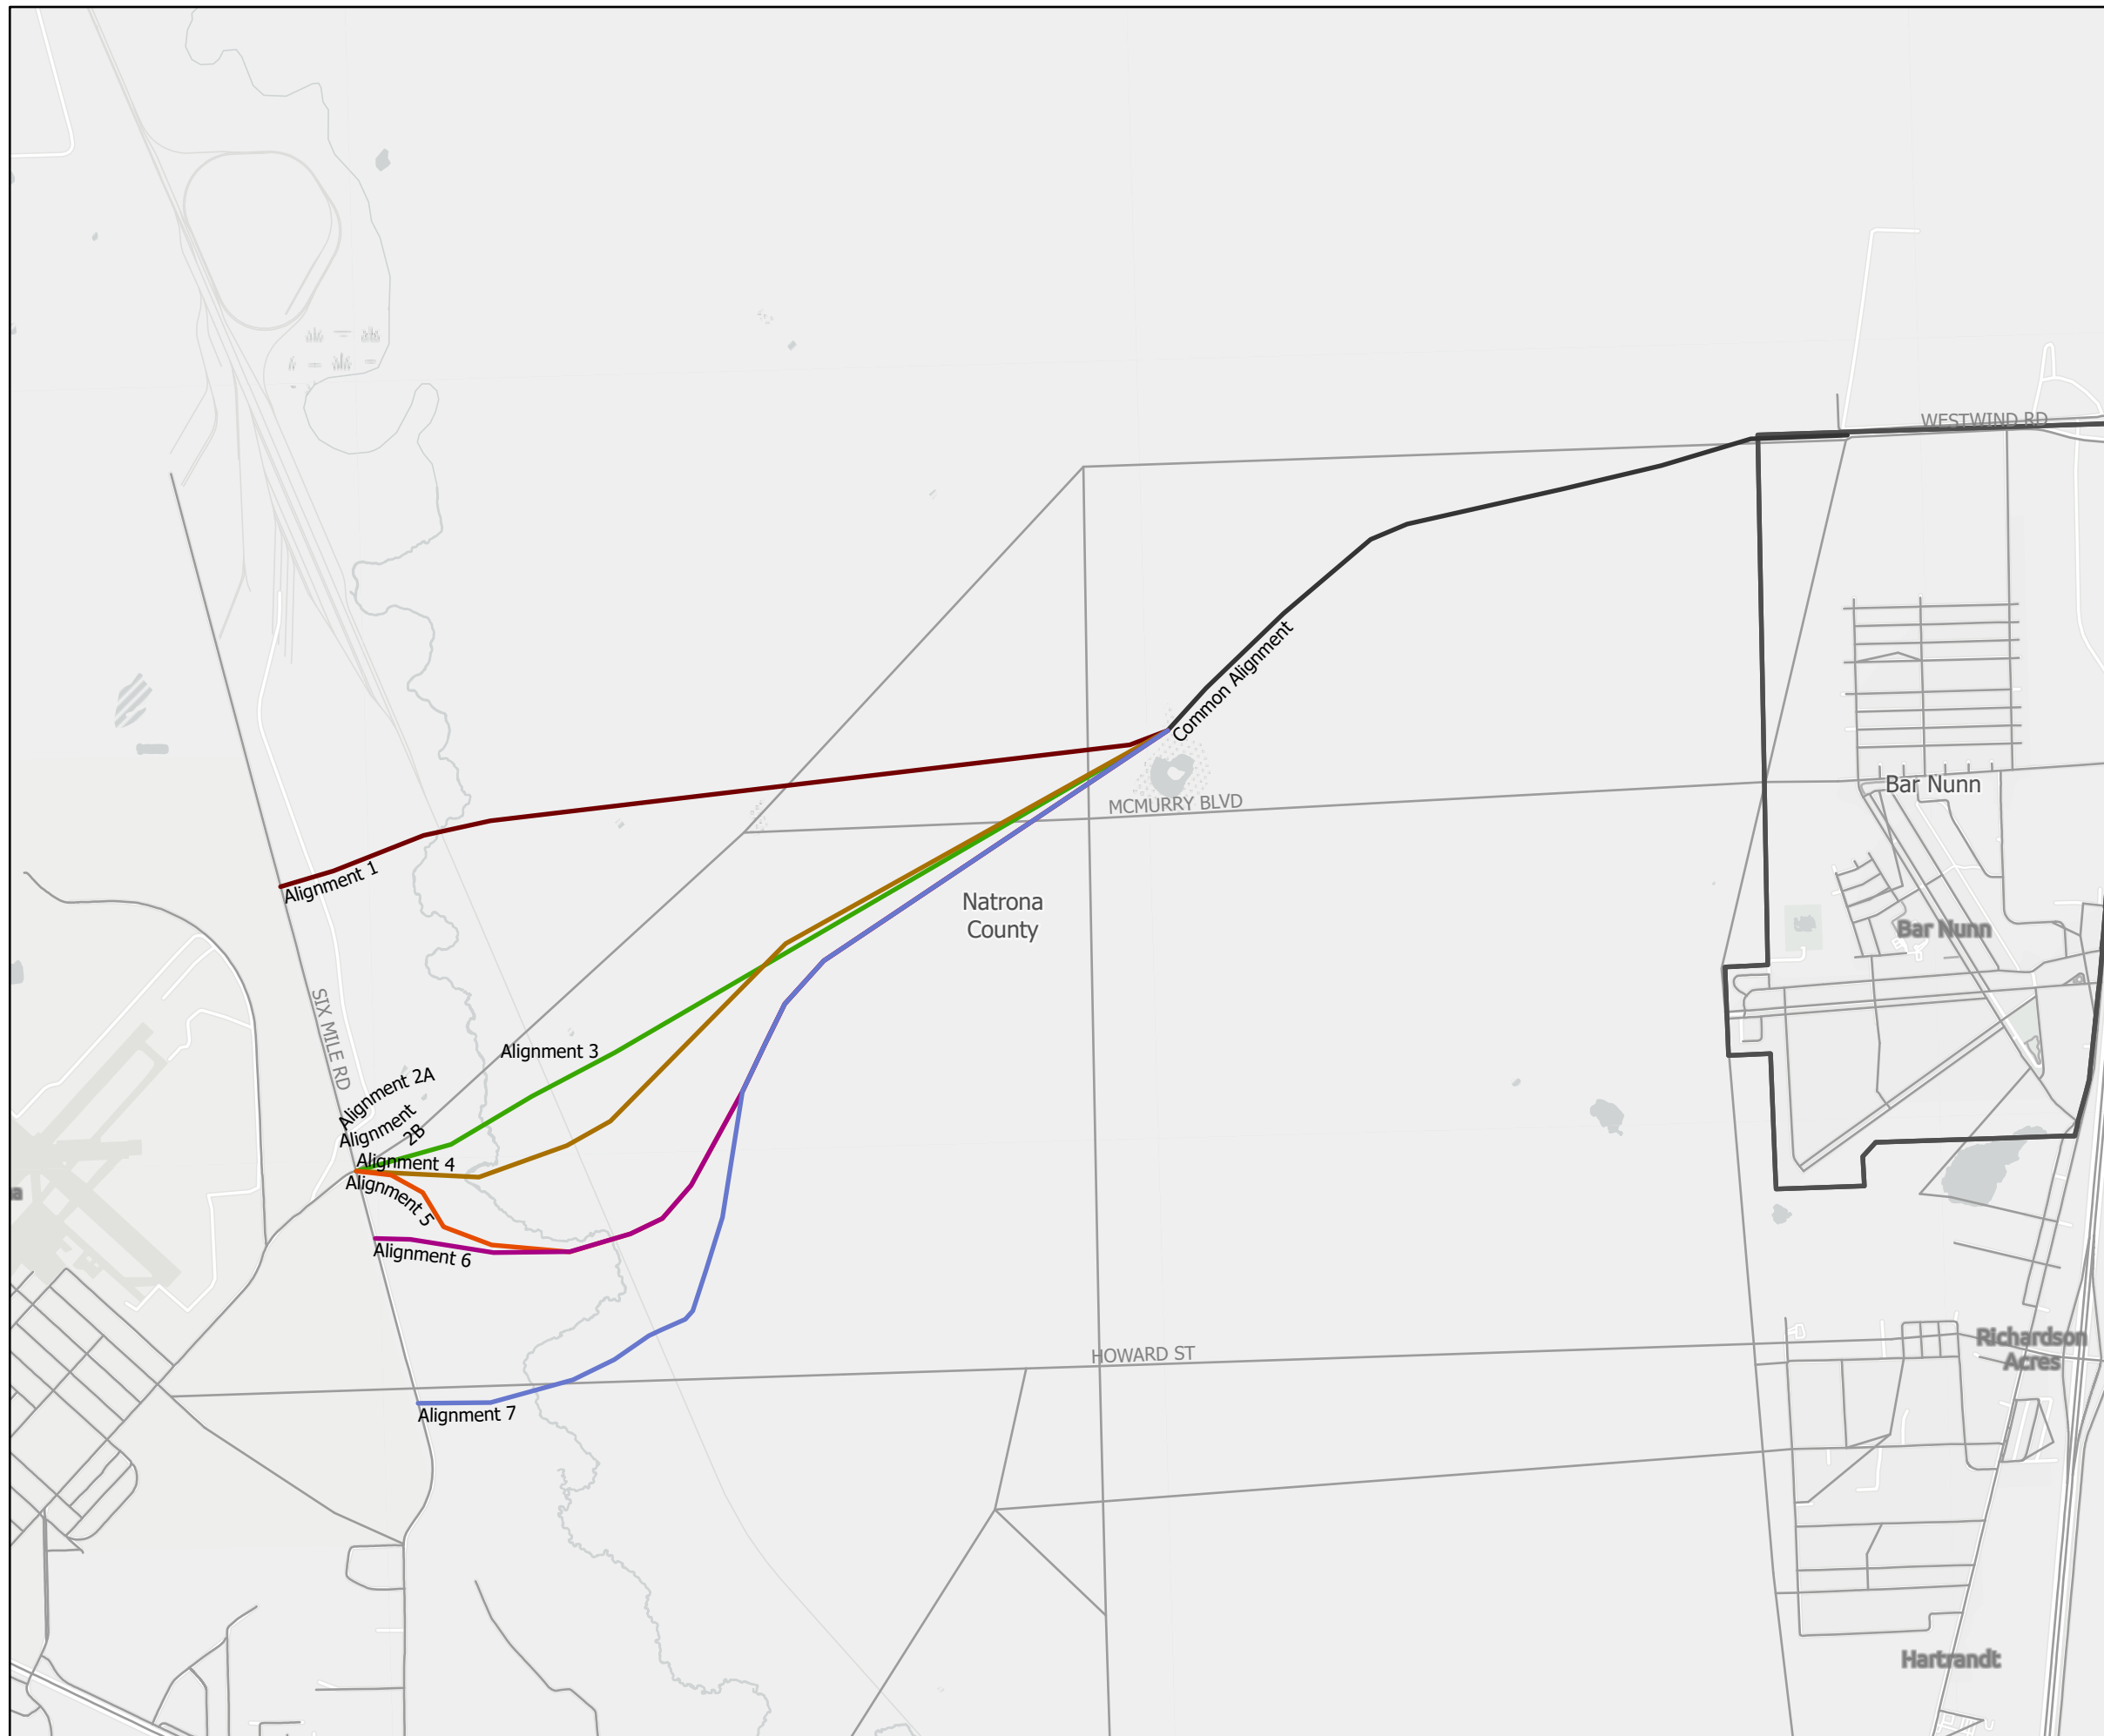 WESTWIND RD
Common Alignment
Bar Nunn
MCMURRY BLVD
Alignment 1
Natrona
County
Bar Nunn
SIX MILE RD
Alignment 3
Alignment 2A
Alignment
2B
Alignment 4
Alignment 5
a
Alignment 6
Richardson
Acres
HOWARD ST
Alignment 7
Hartrandt